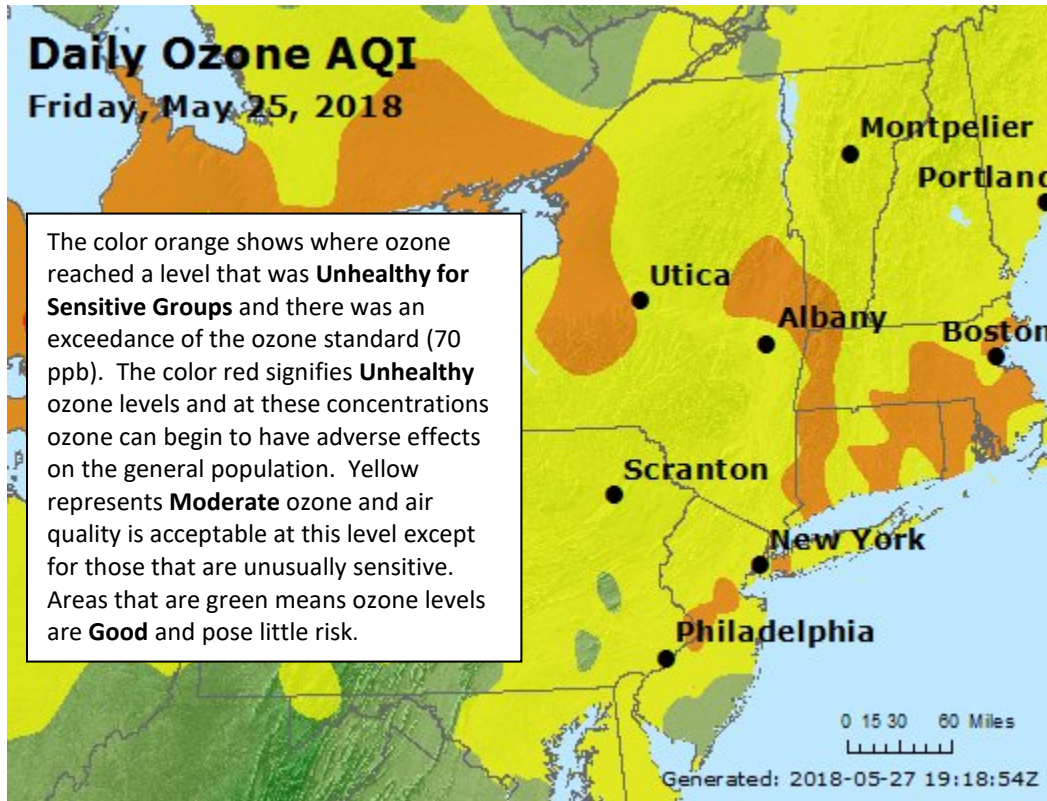 Daily Ozone AQI
Friday, May 25, 2018
Montpelier
Portland
The color orange shows where ozone
reached a level that was Unhealthy for
Sensitive Groups and there was an
exceedance of the ozone standard (70
ppb).  The color red signifies Unhealthy
ozone levels and at these concentrations
ozone can begin to have adverse effects
on the general population.  Yellow
represents Moderate ozone and air
quality is acceptable at this level except
for those that are unusually sensitive.
Areas that are green means ozone levels
are Good and pose little risk.
Utica
Albany
Boston
Scranton
New York
Philadelphia
0 15 30 60 Miles
Generated: 2018-05-27 19:18:54Z